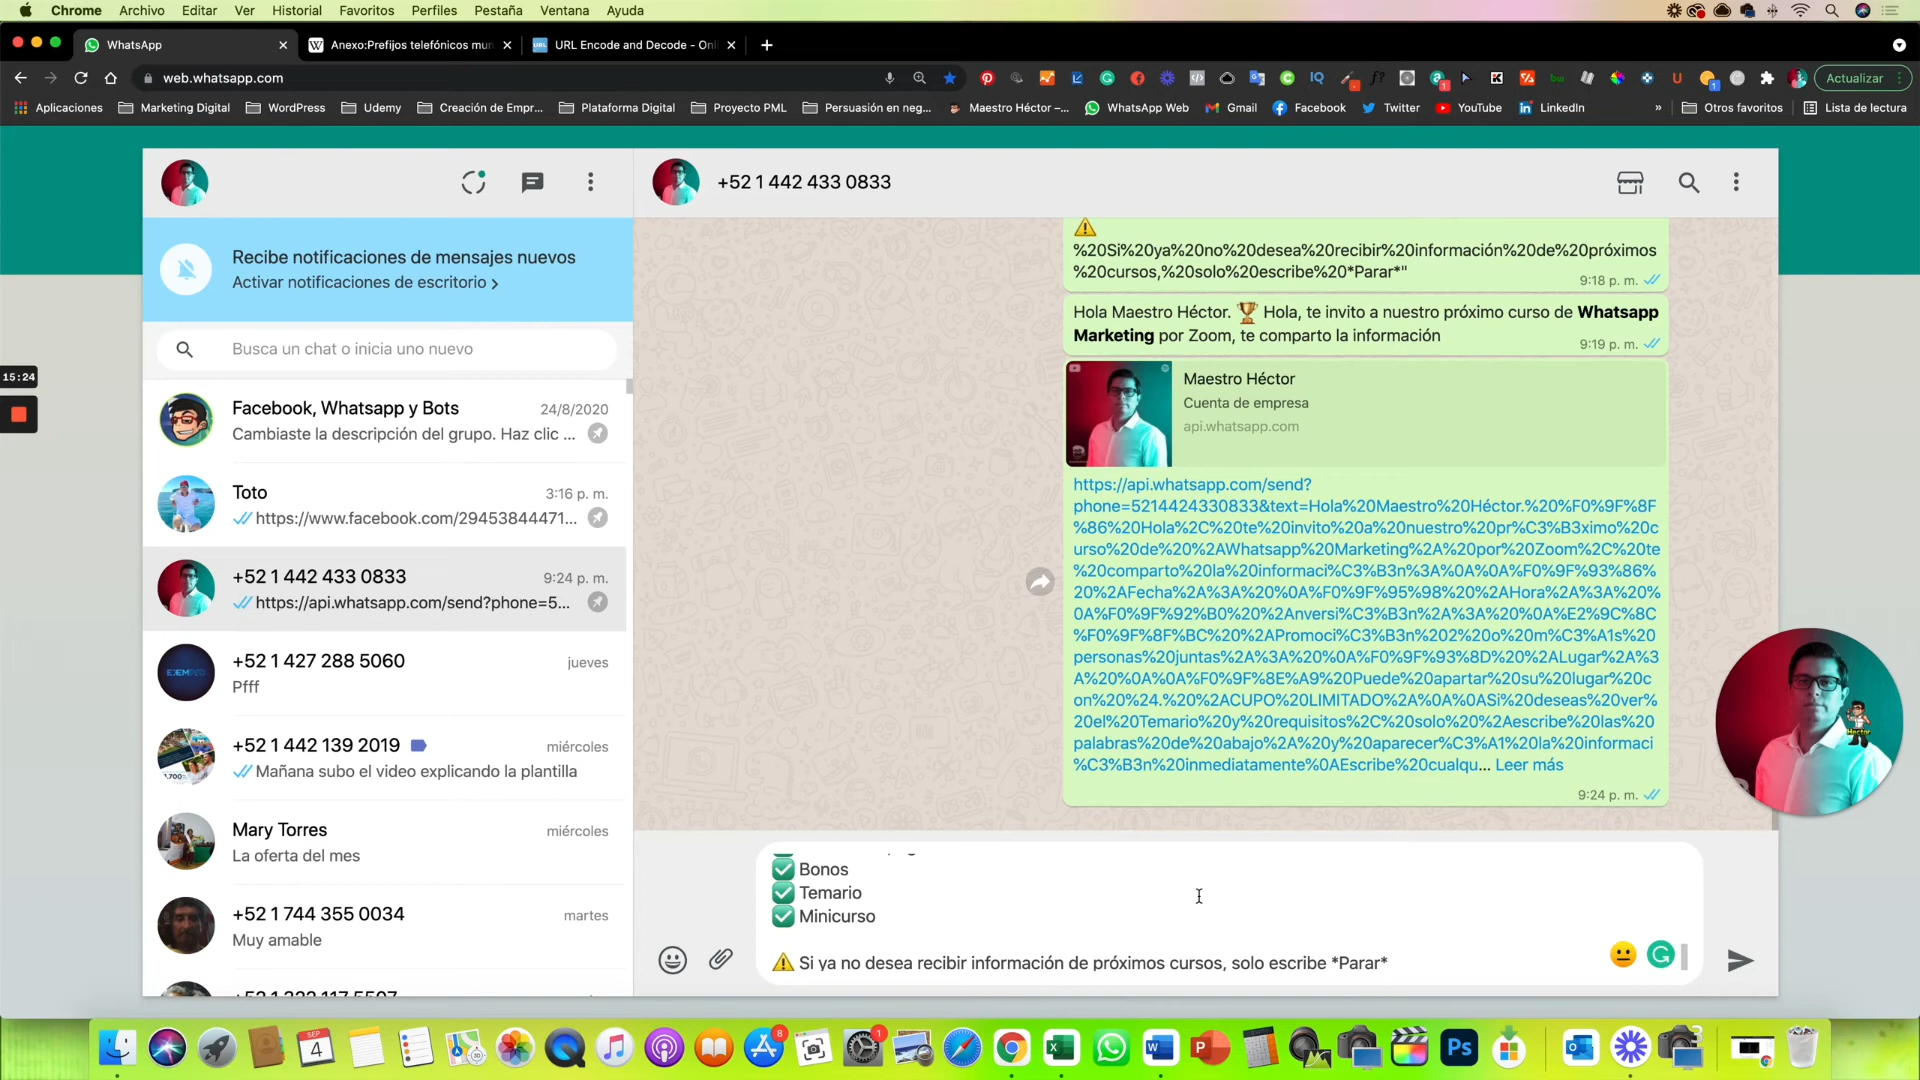 Chrome Archivo Editar Ver Historial Favoritos Perfiles Pestaña Ventana Ayuda
WhatsApp
Anexo:Prefijos telefónicos mun
URL Encode and Decode - Onl
web.whatsapp.com
Actualizar
Aplicaciones Marketing Digital WordPress Udemy Creación de Empr... Plataforma Digital Proyecto PML Persuasión en neg... Maestro Héctor –... WhatsApp Web Gmail Facebook Twitter YouTube LinkedIn » Otros favoritos Lista de lectura
15:24
Recibe notificaciones de mensajes nuevos
Activar notificaciones de escritorio >
Busca un chat o inicia uno nuevo
Facebook, Whatsapp y Bots 24/8/2020
Cambiaste la descripción del grupo. Haz clic ...
Toto 3:16 p. m.
https://www.facebook.com/29453844471...
+52 1 442 433 0833 9:24 p. m.
https://api.whatsapp.com/send?phone=5...
+52 1 427 288 5060 jueves
Pfff
+52 1 442 139 2019 miércoles
Mañana subo el video explicando la plantilla
Mary Torres miércoles
La oferta del mes
+52 1 744 355 0034 martes
Muy amable
+52 1 442 433 0833
⚠️
%20Si%20ya%20no%20desea%20recibir%20información%20de%20próximos
%20cursos,%20solo%20escribe%20*Parar*"
9:18 p. m.
Hola Maestro Héctor. 🏆 Hola, te invito a nuestro próximo curso de Whatsapp
Marketing por Zoom, te comparto la información
9:19 p. m.
Maestro Héctor
Cuenta de empresa
api.whatsapp.com
https://api.whatsapp.com/send?
phone=5214424330833&text=Hola%20Maestro%20Héctor.%20%F0%9F%8F
%86%20Hola%2C%20te%20invito%20a%20nuestro%20pr%C3%B3ximo%20c
urso%20de%20%2AWhatsapp%20Marketing%2A%20por%20Zoom%2C%20te
%20comparto%20la%20informaci%C3%B3n%3A%0A%0A%F0%9F%93%86%
20%2AFecha%2A%3A%20%0A%F0%9F%95%98%20%2AHora%2A%3A%20%
0A%F0%9F%92%B0%20%2Anversi%C3%B3n%2A%3A%20%0A%E2%9C%8C
%F0%9F%8F%BC%20%2APromoci%C3%B3n%202%20o%20m%C3%A1s%20
personas%20juntas%2A%3A%20%0A%F0%9F%93%8D%20%2ALugar%2A%3
A%20%0A%0A%F0%9F%8E%A9%20Puede%20apartar%20su%20lugar%20c
on%20%24.%20%2ACUPO%20LIMITADO%2A%0A%0ASi%20deseas%20ver%
20el%20Temario%20y%20requisitos%2C%20solo%20%2Aescribe%20las%20
palabras%20de%20abajo%2A%20y%20aparecer%C3%A1%20la%20informaci
%C3%B3n%20inmediatamente%0AEscribe%20cualqu... Leer más
9:24 p. m.
✅ Bonos
✅ Temario
✅ Minicurso
⚠️ Si ya no desea recibir información de próximos cursos, solo escribe *Parar*